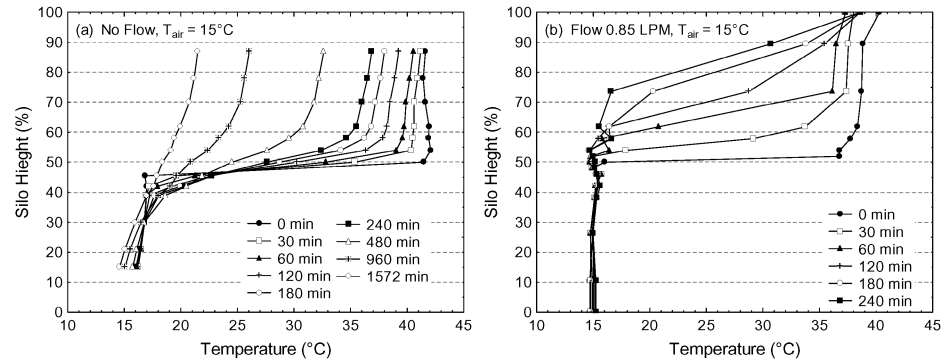 (a) No Flow, Tair = 15°C
Silo Hieght (%)
100
90
80
70
60
50
40
30
20
10
0
0 min
30 min
60 min
120 min
180 min
240 min
480 min
960 min
1572 min
10 15 20 25 30 35 40 45
Temperature (°C)
(b) Flow 0.85 LPM, Tair = 15°C
Silo Hieght (%)
100
90
80
70
60
50
40
30
20
10
0
0 min
30 min
60 min
120 min
180 min
240 min
10 15 20 25 30 35 40 45
Temperature (°C)